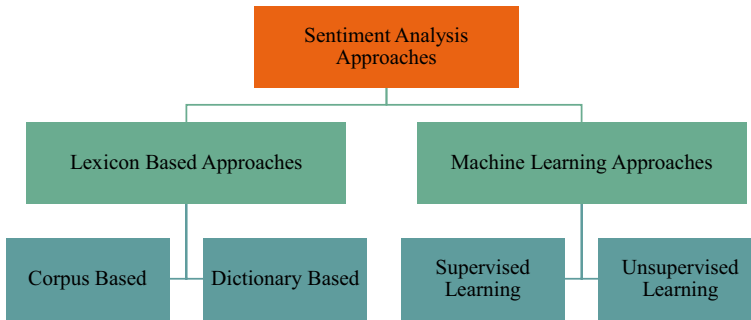 Sentiment Analysis
Approaches
Lexicon Based Approaches
Machine Learning Approaches
Corpus Based
Dictionary Based
Supervised
Learning
Unsupervised
Learning